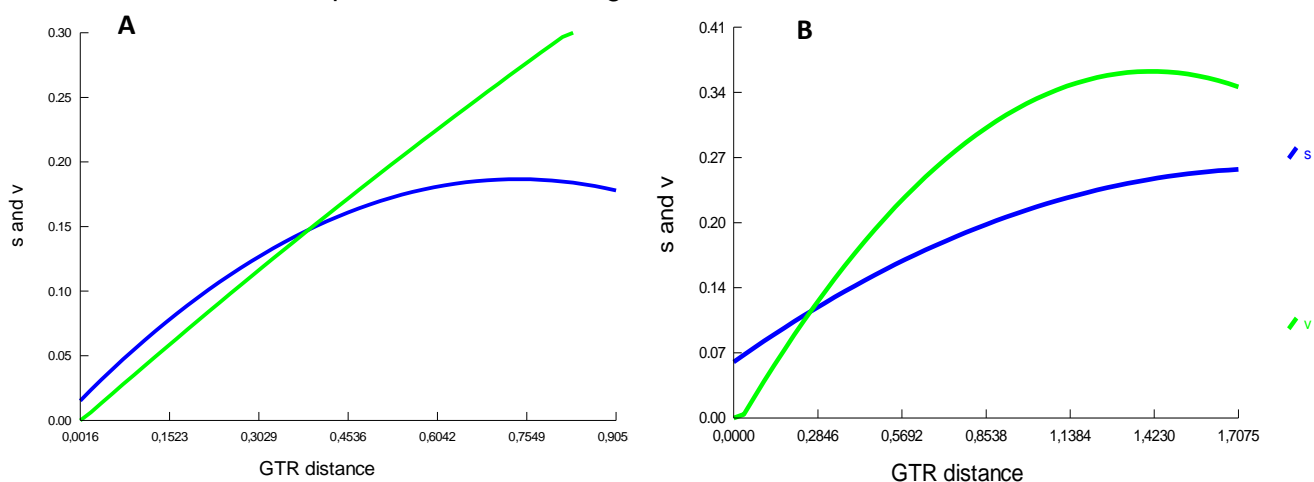 A
0.30
0.25
0.20
0.15
0.10
0.05
0.00
s and v
0,0016 0,1523 0,3029 0,4536 0,6042 0,7549 0,905
GTR distance
B
0.41
0.34
0.27
0.20
0.14
0.07
0.00
s and v
0,0000 0,2846 0,5692 0,8538 1,1384 1,4230 1,7075
GTR distance
s
v